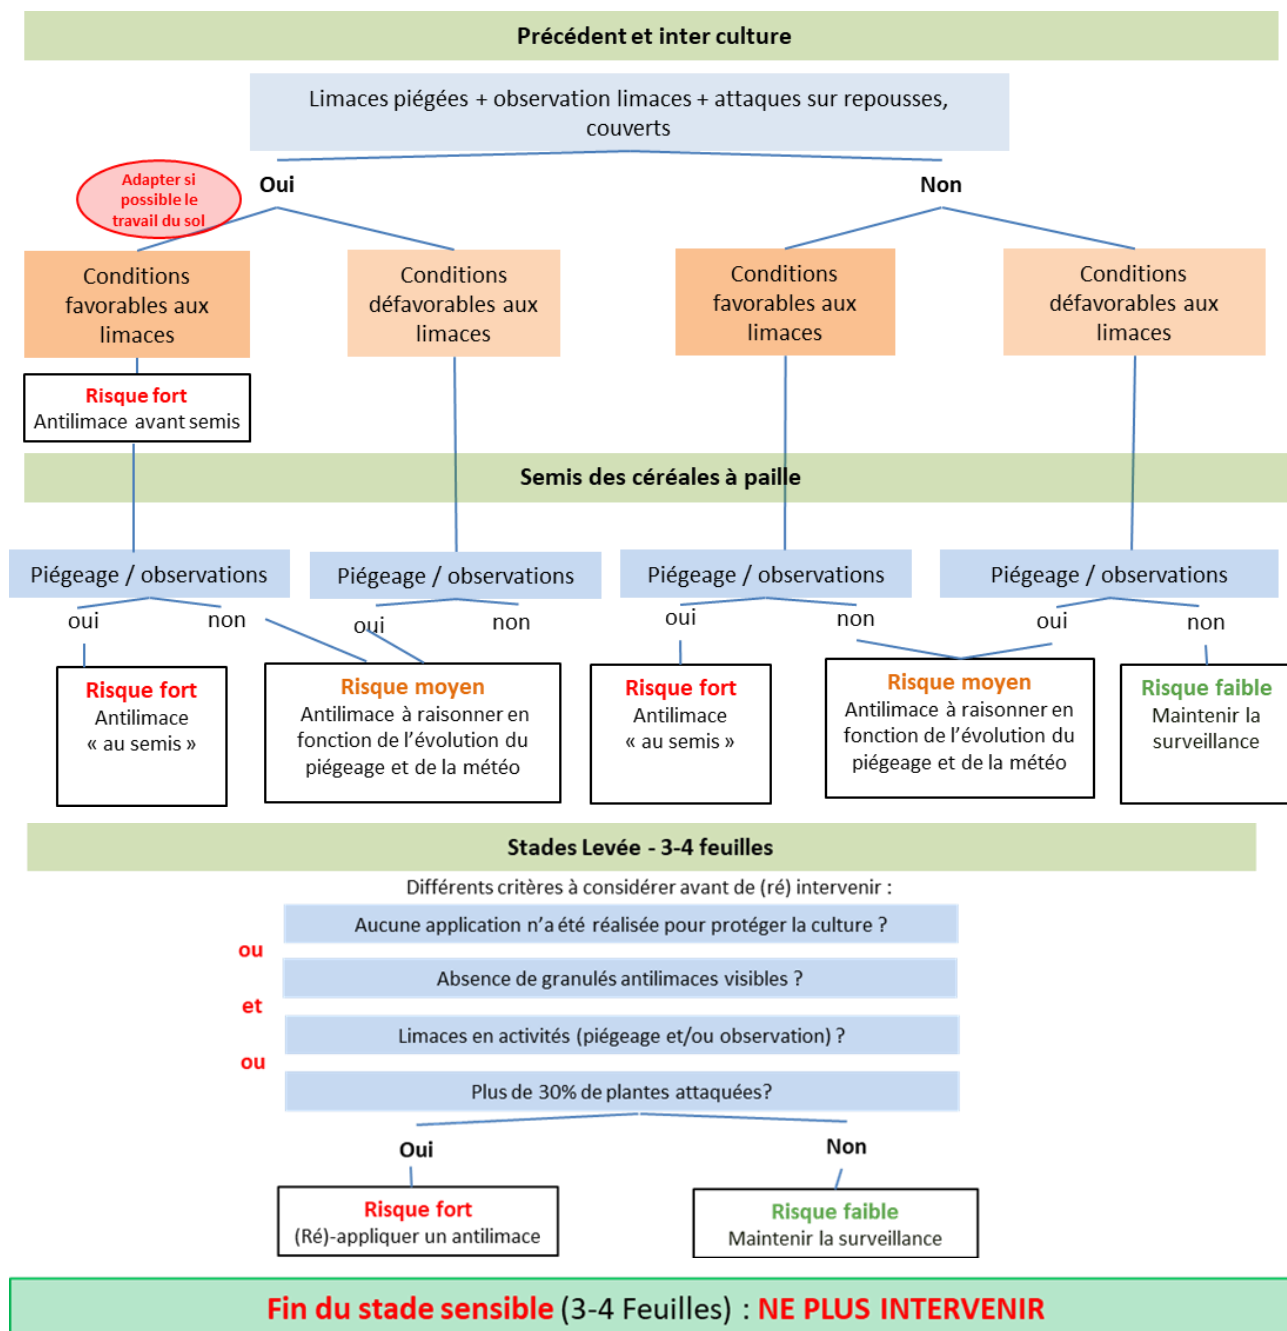 Précédent et inter culture
Limaces piégées + observation limaces + attaques sur repousses,
couverts
Adapter si
possible le
travail du sol
Oui
Non
Conditions
favorables aux
limaces
Conditions
défavorables aux
limaces
Conditions
favorables aux
limaces
Conditions
défavorables aux
limaces
Risque fort
Antilimace avant semis
Semis des céréales à paille
Piégeage / observations
Piégeage / observations
Piégeage / observations
Piégeage / observations
oui
non
oui
non
oui
non
oui
non
Risque fort
Antilimace
« au semis »
Risque moyen
Antilimace à raisonner en
fonction de l'évolution du
piégeage et de la météo
Risque fort
Antilimace
« au semis »
Risque moyen
Antilimace à raisonner en
fonction de l'évolution du
piégeage et de la météo
Risque faible
Maintenir la
surveillance
Stades Levée - 3-4 feuilles
Différents critères à considérer avant de (ré) intervenir :
Aucune application n'a été réalisée pour protéger la culture ?
ou
Absence de granulés antilimaces visibles ?
et
Limaces en activités (piégeage et/ou observation) ?
ou
Plus de 30% de plantes attaquées?
Oui
Non
Risque fort
(Ré)-appliquer un antilimace
Risque faible
Maintenir la surveillance
Fin du stade sensible (3-4 Feuilles) : NE PLUS INTERVENIR